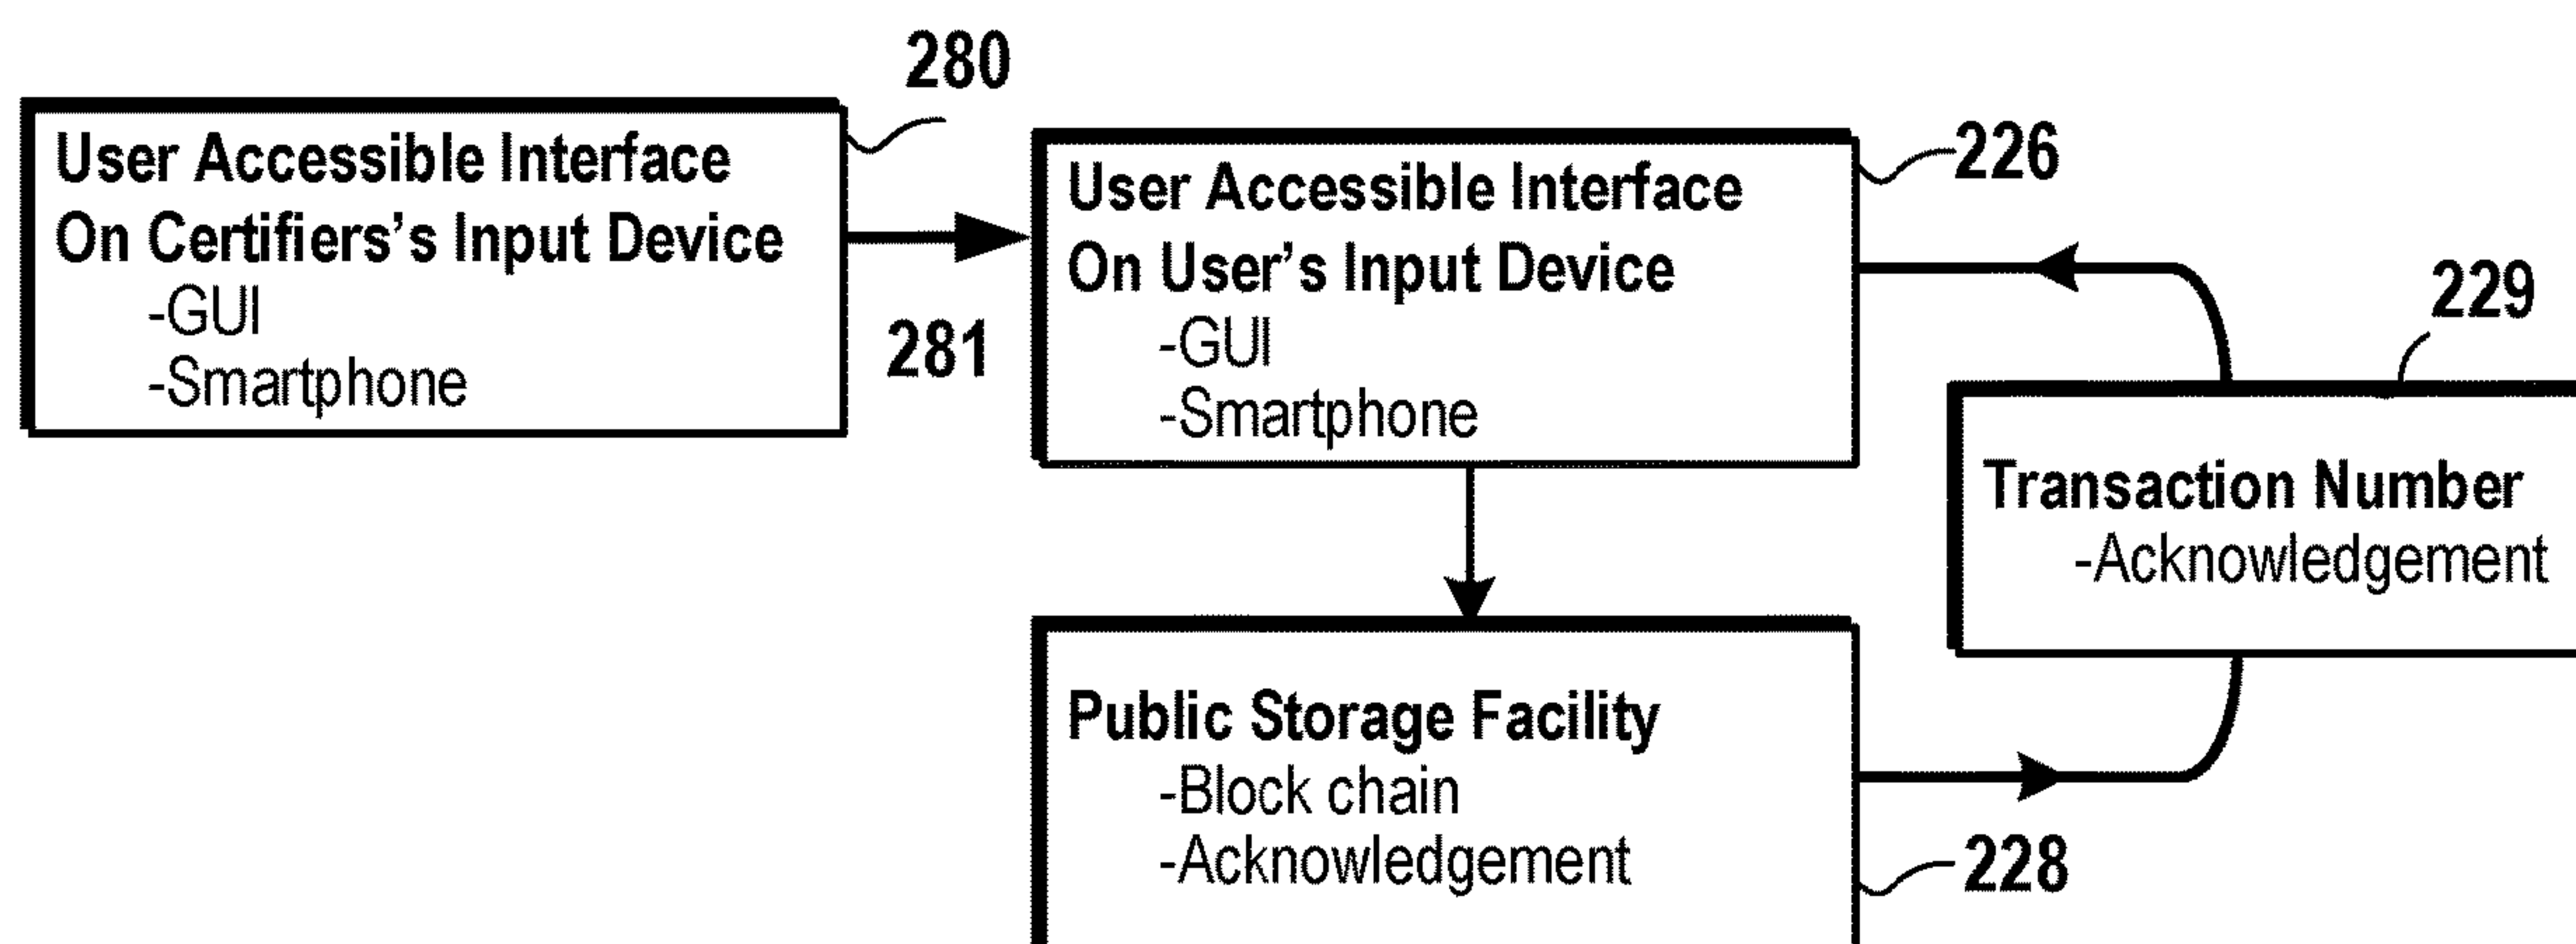 280
User Accessible Interface
On Certifiers's Input Device
-GUI
-Smartphone
281
226
User Accessible Interface
On User’s Input Device
-GUI
-Smartphone
229
Transaction Number
-Acknowledgement
Public Storage Facility
-Block chain
-Acknowledgement
228